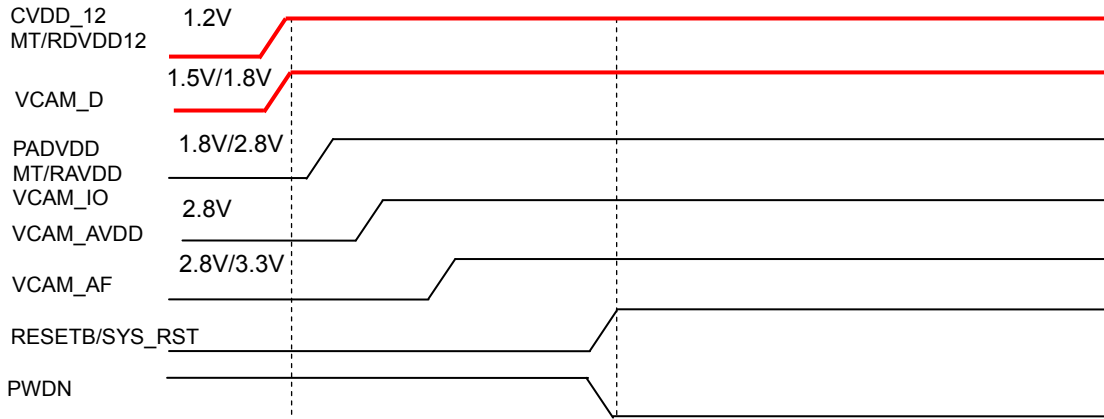 CVDD_12 1.2V
MT/RDVDD12
1.5V/1.8V
VCAM_D
PADVDD 1.8V/2.8V
MT/RAVDD
VCAM_IO
2.8V
VCAM_AVDD
2.8V/3.3V
VCAM_AF
RESETB/SYS_RST
PWDN